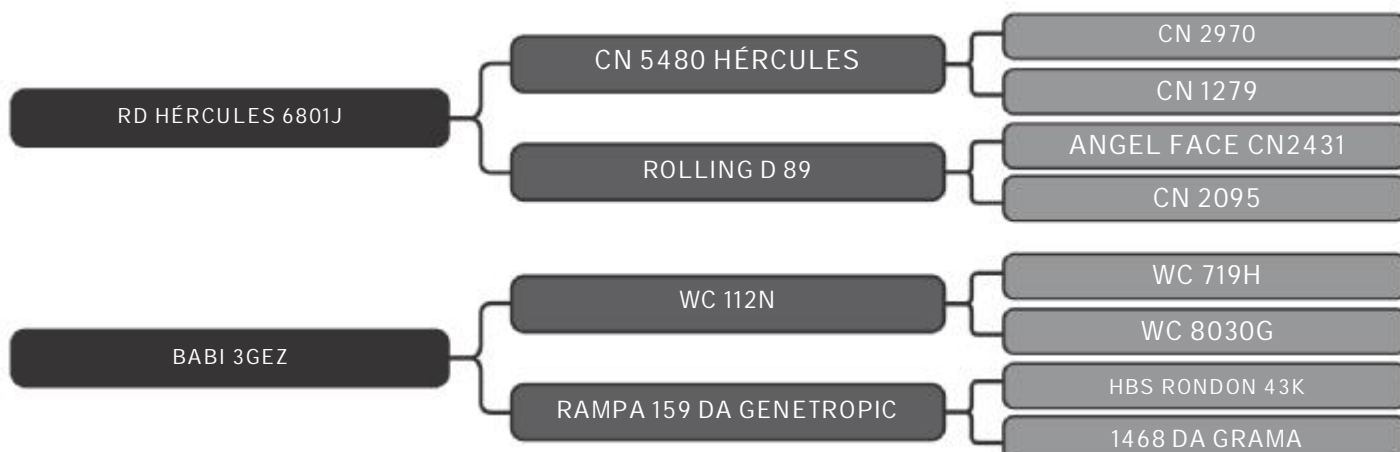 RD HÉRCULES 6801J
CN 5480 HÉRCULES
CN 2970
CN 1279
ROLLING D 89
ANGEL FACE CN2431
CN 2095
BABI 3GEZ
WC 112N
WC 719H
WC 8030G
RAMPA 159 DA GENETROPIC
HBS RONDON 43K
1468 DA GRAMA